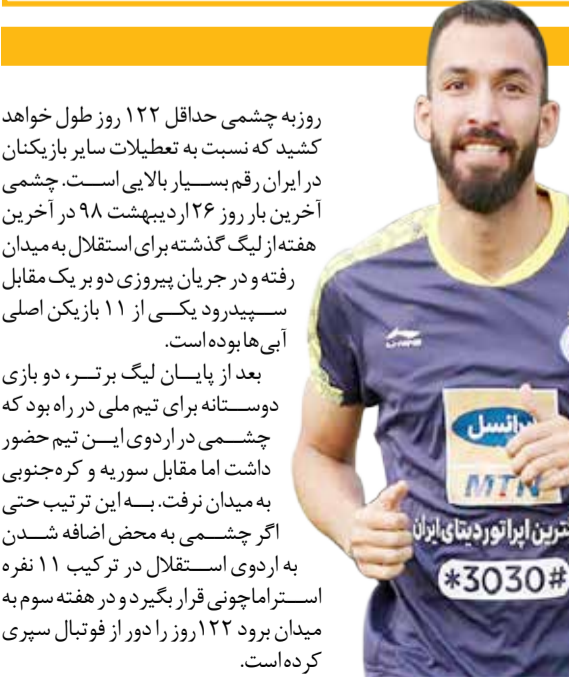 روزبه چشمی حداقل ۱۲۲ روز طول خواهد
کشید که نسبت به تعطیلات سایر بازیکنان
در ایران رقم بسیار بالایی است. چشمی
آخرین بار روز ۲۶ اردیبهشت ۹۸ در آخرین
هفته از لیگ گذشته برای استقلال به میدان
رفته و در جریان پیروزی دو بر یک مقابل
سپیدرود یکی از ۱۱ بازیکن اصلی
آبی‌ها بوده است.
بعد از پایان لیگ برتر، دو بازی
دوستانه برای تیم ملی در راه بود که
چشمی در اردوی این تیم حضور
داشت اما مقابل سوریه و کره‌جنوبی
به میدان نرفت. به این ترتیب حتی
اگر چشمی به محض اضافه شدن
به اردوی استقلال در ترکیب ۱۱ نفره
استراماچونی قرار بگیرد و در هفته سوم به
میدان برود ۱۲۲ روز را دور از فوتبال سپری
کرده است.
LI-NING
ایرانسل
MTN
اپراتور دیتای ایران
*3030#